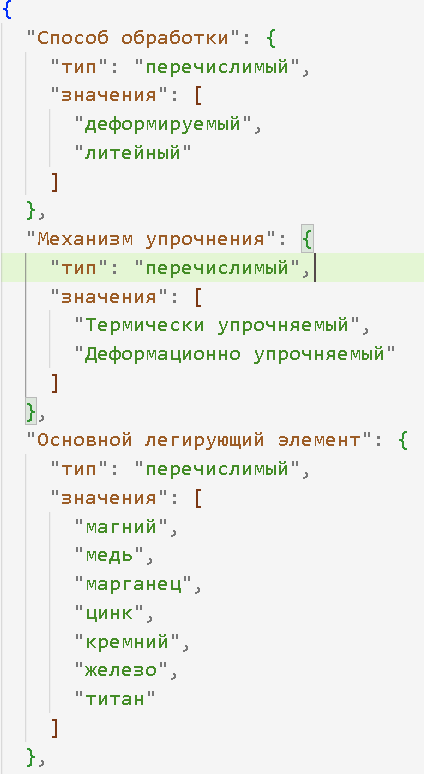 {
"Способ обработки": {
"тип": "перечислимый",
"значения": [
"деформируемый",
"литейный"
]
},
"Механизм упрочнения": {
"тип": "перечислимый",
"значения": [
"Термически упрочняемый",
"Деформационно упрочняемый"
]
},
"Основной легирующий элемент": {
"тип": "перечислимый",
"значения": [
"магний",
"медь",
"марганец",
"цинк",
"кремний",
"железо",
"титан"
]
},